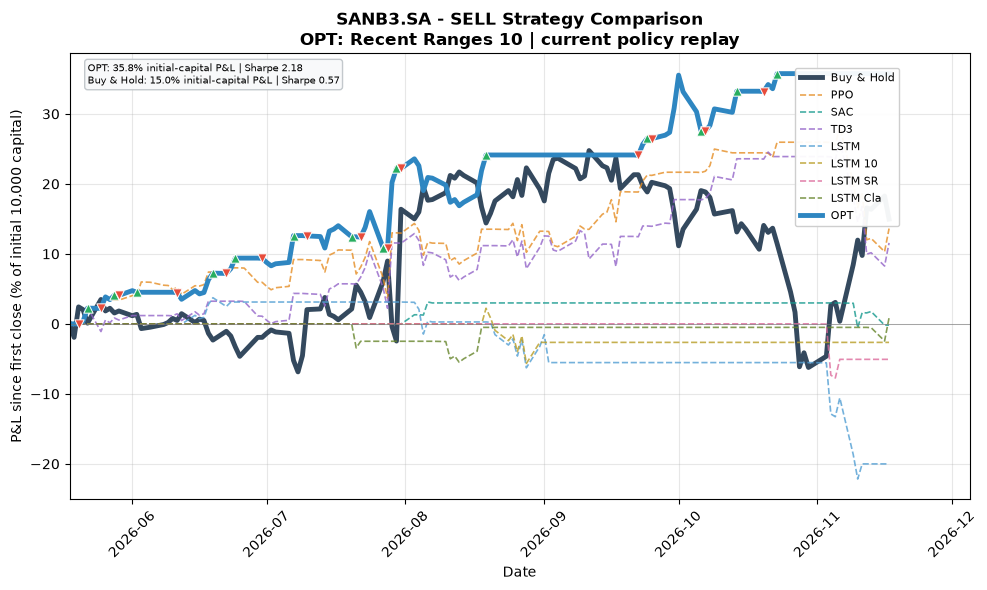 SANB3.SA - SELL Strategy Comparison
OPT: Recent Ranges 10 | current policy replay
OPT: 35.8% initial-capital P&L | Sharpe 2.18
Buy & Hold: 15.0% initial-capital P&L | Sharpe 0.57
Buy & Hold
PPO
SAC
TD3
LSTM
LSTM 10
LSTM SR
LSTM Cla
OPT
P&L since first close (% of initial 10,000 capital)
30
20
10
0
−10
−20
2026-06
2026-07
2026-08
2026-09
2026-10
2026-11
2026-12
Date